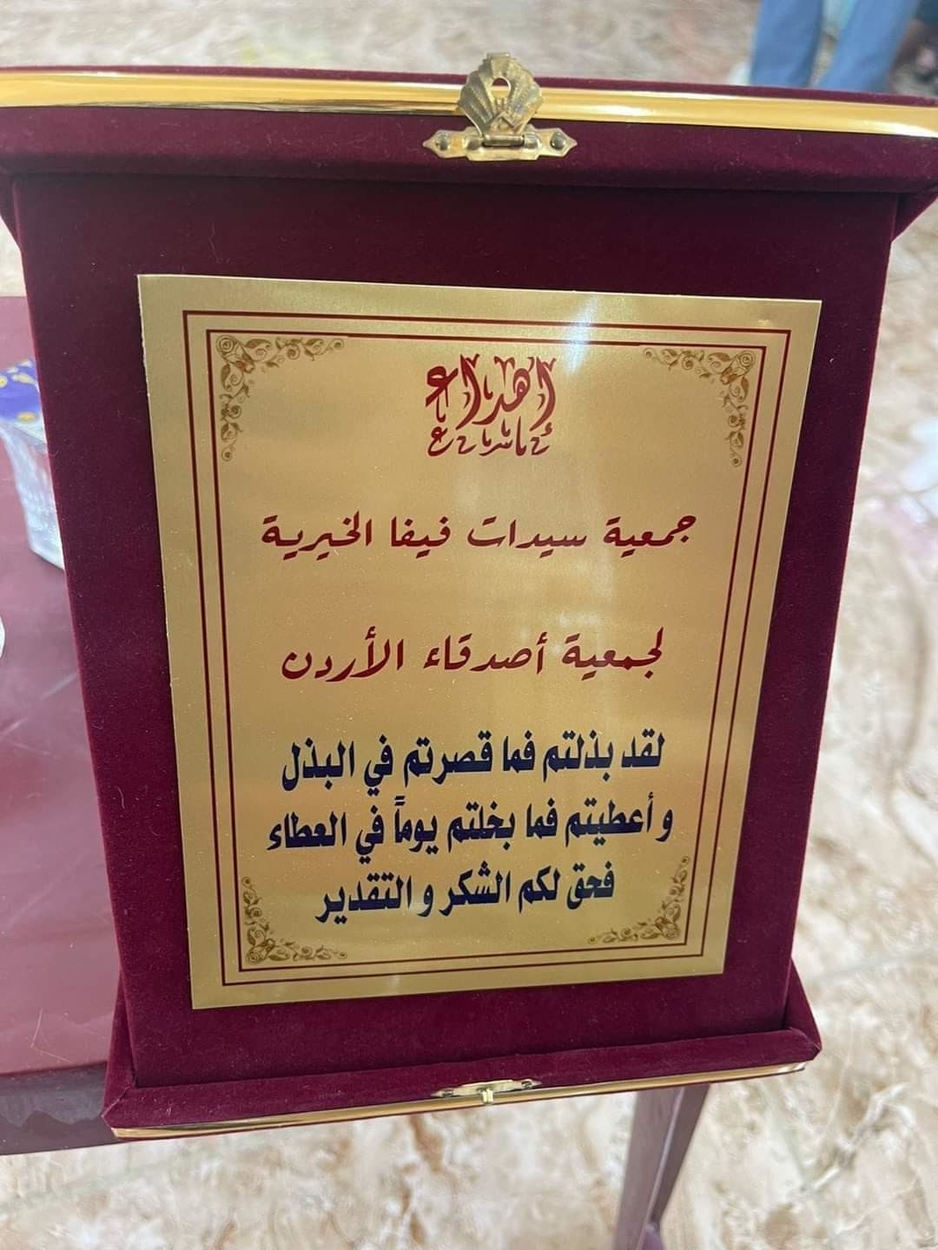 إهداء
جمعية سيدات فيفا الخيرية
لجمعية أصدقاء الأردن
لقد بذلتم فما قصرتم في البذل
و أعطيتم فما بخلتم يوماً في العطاء
فحق لكم الشكر و التقدير